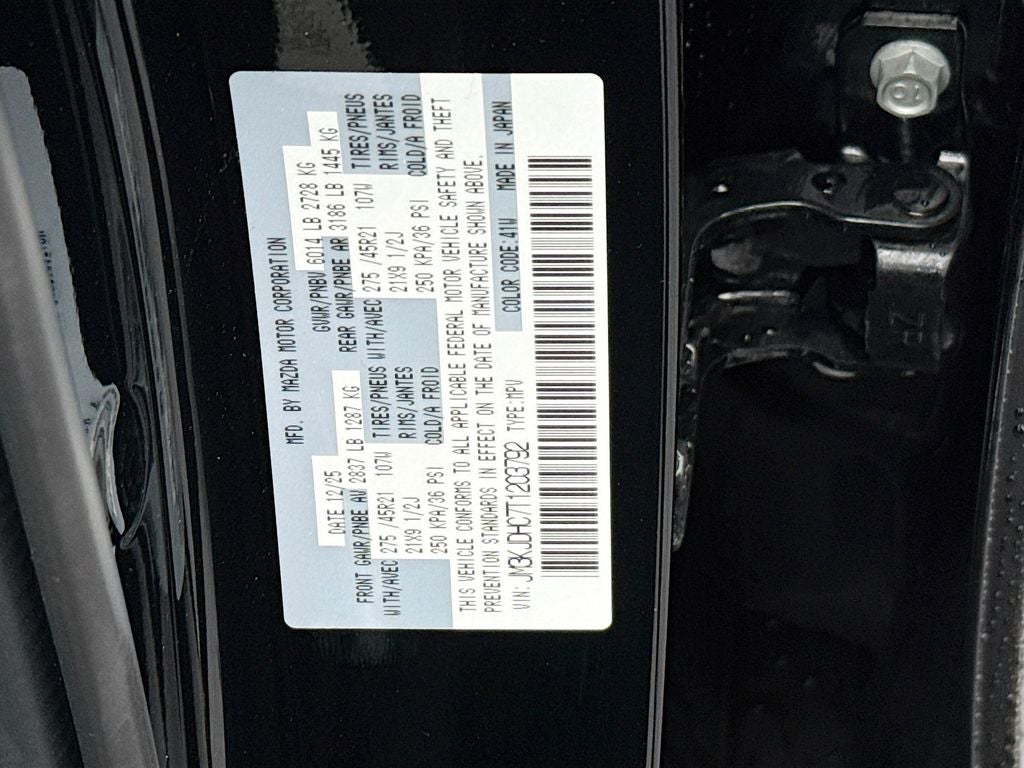 MFD. BY MAZDA MOTOR CORPORATION
DATE 12/25 GVWR/PNBV 6014 LB 2728 KG
FRONT GAWR/PNBE AV 2837 LB 1287 KG REAR GAWR/PNBE AR 3186 LB 1445 KG
WITH/AVEC 275 /45R21 107W TIRES/PNEUS WITH/AVEC 275 /45R21 107W TIRES/PNEUS
21X9 1/2J RIMS/JANTES 21X9 1/2J RIMS/JANTES
250 KPA/36 PSI COLD/A FROID 250 KPA/36 PSI COLD/A FROID
THIS VEHICLE CONFORMS TO ALL APPLICABLE FEDERAL MOTOR VEHICLE SAFETY AND THEFT
PREVENTION STANDARDS IN EFFECT ON THE DATE OF MANUFACTURE SHOWN ABOVE.
COLOR CODE:41W MADE IN JAPAN
VIN: JM3KJDHC7T1203792 TYPE:MPV
10